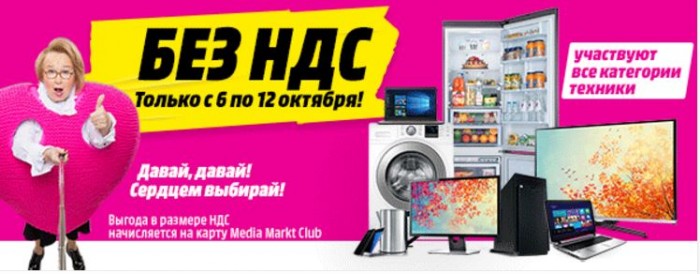 БЕЗ НДС
Только с 6 по 12 октября!
участвуют
все категории
техники
Давай, давай!
Сердцем выбирай!
Выгода в размере НДС
начисляется на карту Media Markt Club